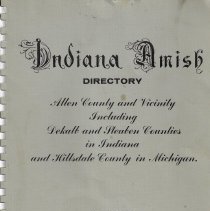 Indiana Amish
DIRECTORY
Allen County and Vicinity
Including
Dekalb and Steuben Counties
in Indiana
and Hillsdale County in Michigan.